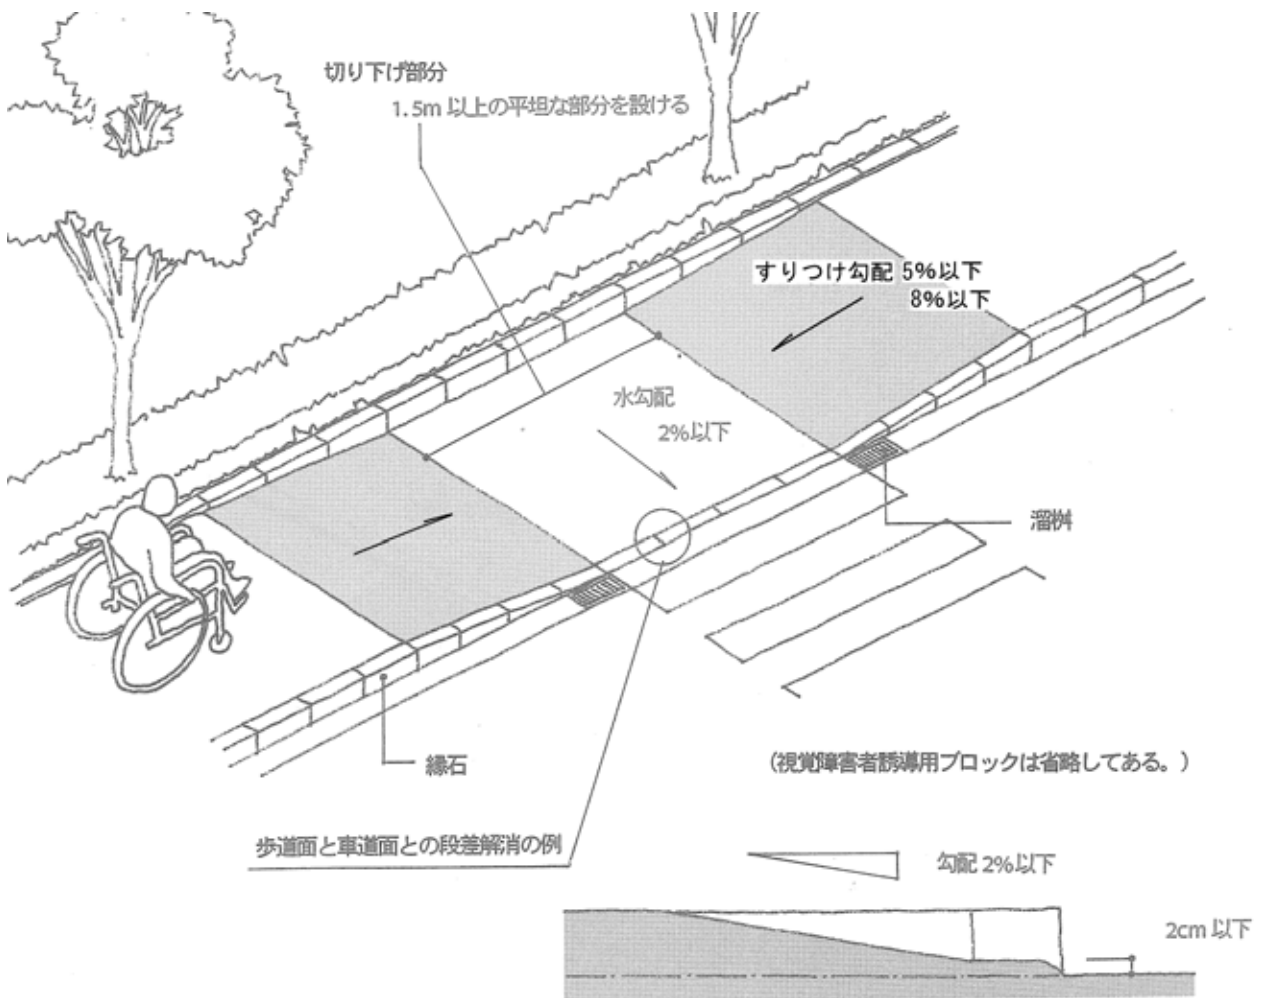 切り下げ部分
1.5m 以上の平坦な部分を設ける
すりつけ勾配 5%以下
8%以下
水勾配
2%以下
溜桝
縁石
(視覚障害者誘導用ブロックは省略してある。)
歩道面と車道面との段差解消の例
勾配 2%以下
2cm 以下